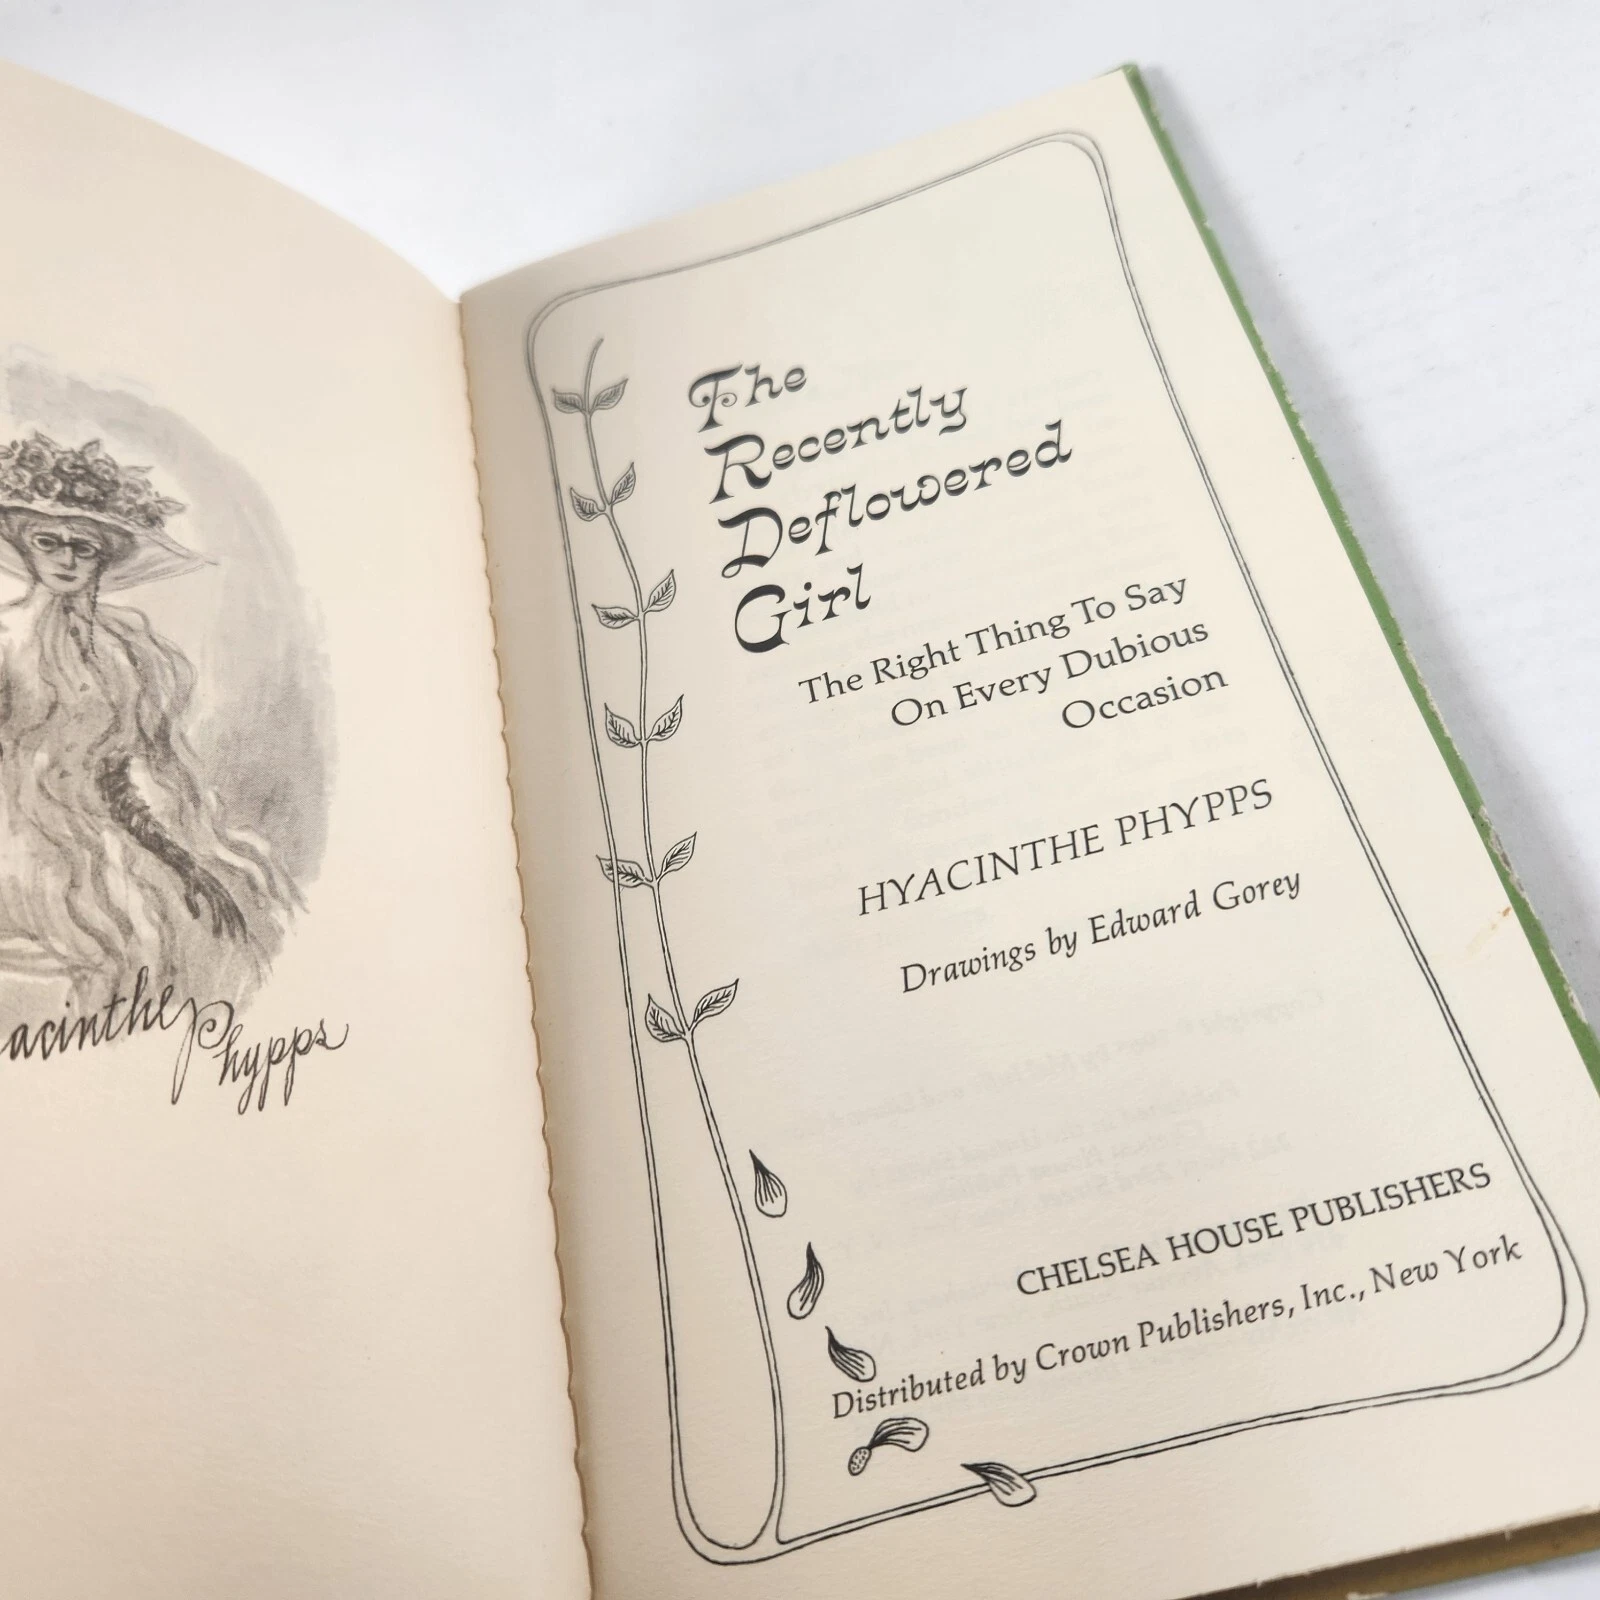 acinthe
Phypps
The
Recently
Deflowered
Girl
The Right Thing To Say
On Every Dubious
Occasion
HYACINTHE PHYPPS
Drawings by Edward Gorey
CHELSEA HOUSE PUBLISHERS
Distributed by Crown Publishers, Inc., New York